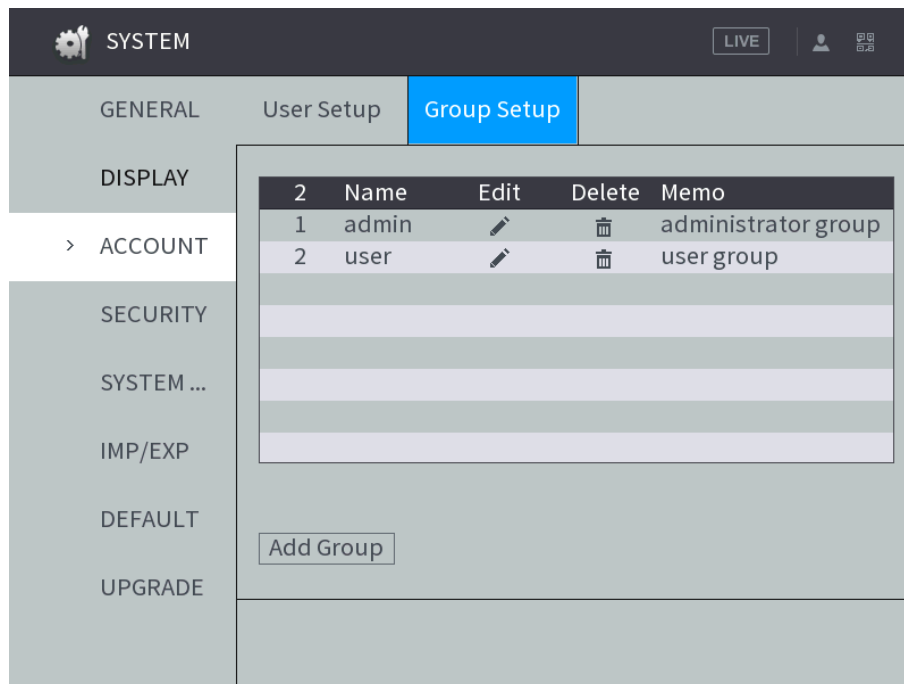 SYSTEM LIVE
GENERAL
DISPLAY
ACCOUNT
SECURITY
SYSTEM ...
IMP/EXP
DEFAULT
UPGRADE
User Setup Group Setup
2 Name Edit Delete Memo
1 admin administrator group
2 user user group
Add Group